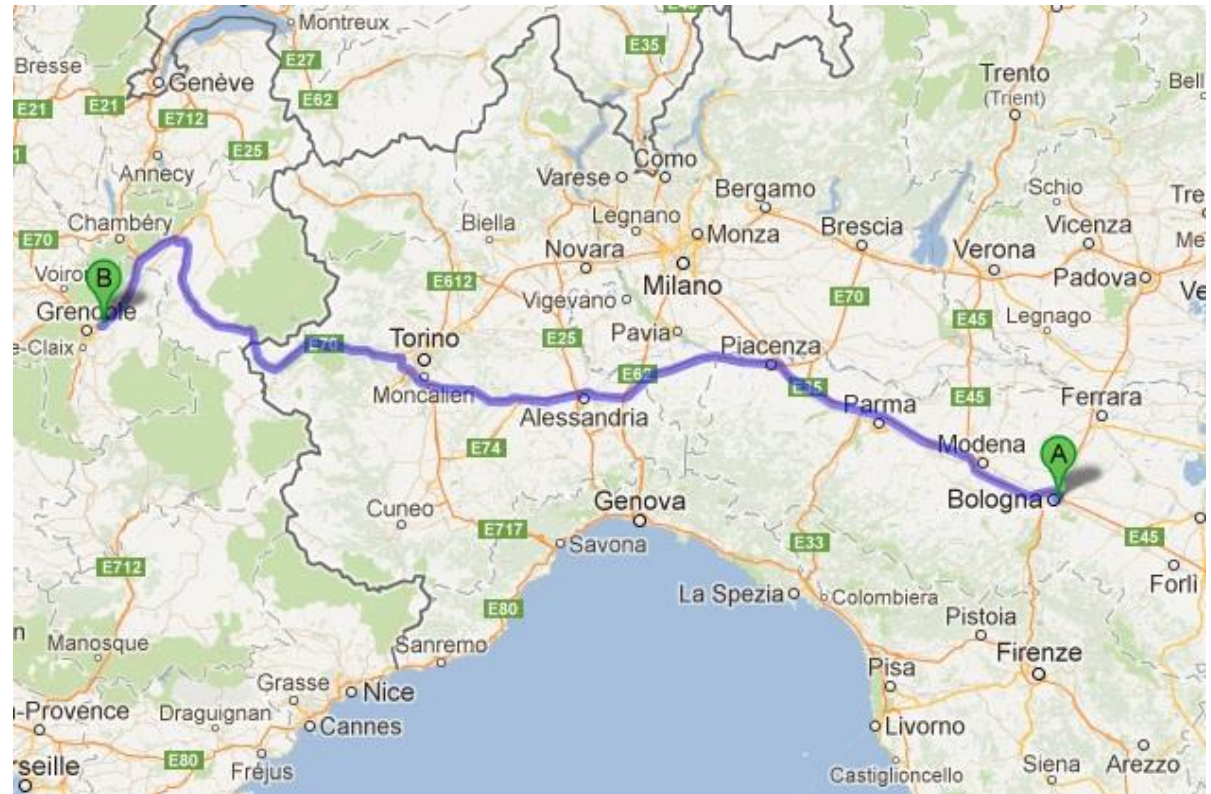 Montreux
E45
E35
Bresse
E27
Genève
Trento
(Trient)
Bell
E21
E21
E62
E712
E25
Annecy
Como
Varese
Bergamo
Schio
Tre
Chambéry
Biella
Legnano
Monza
Brescia
Vicenza
E70
Novara
Verona
Me
Voiro
B
E612
Milano
Padova
Ve
Vigevano
E70
Grenoble
E45
Legnago
e-Claix
E70
Torino
E25
Pavia
Piacenza
Moncalieri
E62
E35
E45
Ferrara
Alessandria
Parma
E74
Modena
A
Bologna
Cuneo
Genova
E717
Savona
E33
E45
E712
Forlì
E80
La Spezia
Colombiera
Pistoia
n
Manosque
Sanremo
Firenze
Grasse
Nice
Pisa
-Provence
Draguignan
Cannes
Livorno
E80
rseille
Fréjus
Castiglioncello
Siena
Arezzo